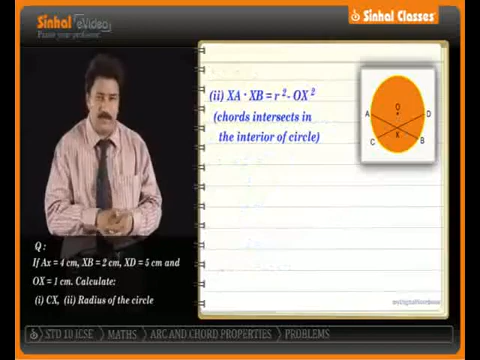 Sinhal eVideo
Sinhal Classes
(ii) XA · XB = r² - OX²
(chords intersects in
the interior of circle)
O
A
D
X
C
B
Q :
If Ax = 4 cm, XB = 2 cm, XD = 5 cm and
OX = 1 cm. Calculate:
(i) CX, (ii) Radius of the circle
STD 10 ICSE MATHS ARC AND CHORD PROPERTIES PROBLEMS